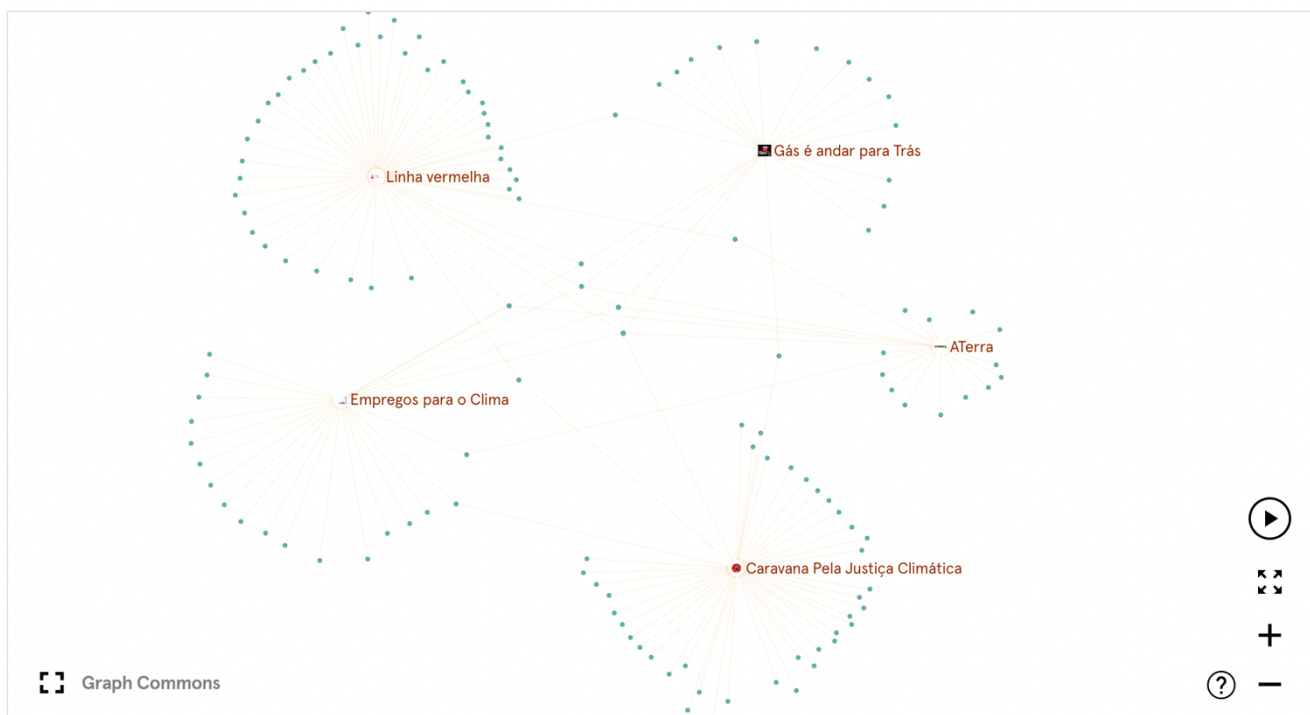 Gás é andar para Trás
Linha vermelha
ATerra
Empregos para o Clima
Caravana Pela Justiça Climática
Graph Commons